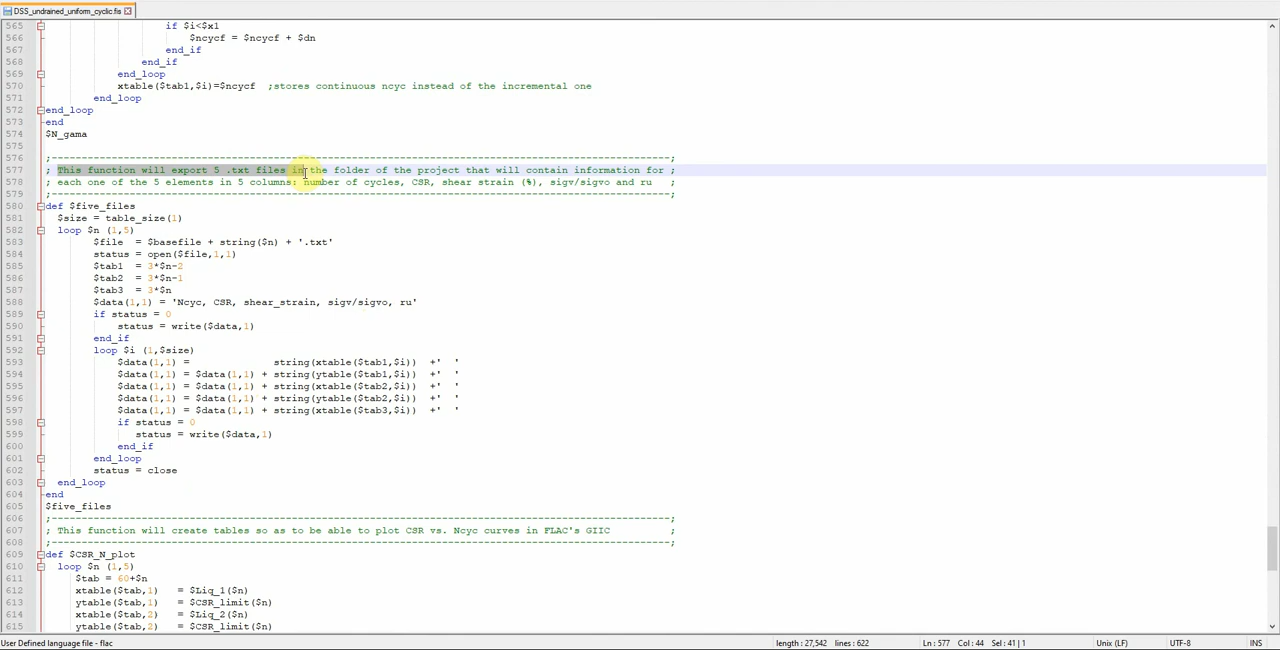 DSS_undrained_uniform_cyclic.fis
565 if $i<$x1
566 $ncycf = $ncycf + $dn
567 end_if
568 end_if
569 end_loop
570 xtable($tab1,$i)=$ncycf ;stores continuous ncyc instead of the incremental one
571 end_loop
572 end_loop
573 end
574 $N_gama
575
576 ;-------------------------------------------------------------------------------------------------------;
577 ; This function will export 5 .txt files in the folder of the project that will contain information for ;
578 ; each one of the 5 elements in 5 columns: number of cycles, CSR, shear strain (%), sigv/sigvo and ru ;
579 ;-------------------------------------------------------------------------------------------------------;
580 def $five_files
581 $size = table_size(1)
582 loop $n (1,5)
583 $file = $basefile + string($n) + '.txt'
584 status = open($file,1,1)
585 $tab1 = 3*$n-2
586 $tab2 = 3*$n-1
587 $tab3 = 3*$n
588 $data(1,1) = 'Ncyc, CSR, shear_strain, sigv/sigvo, ru'
589 if status = 0
590 status = write($data,1)
591 end_if
592 loop $i (1,$size)
593 $data(1,1) = string(xtable($tab1,$i)) +' '
594 $data(1,1) = $data(1,1) + string(ytable($tab1,$i)) +' '
595 $data(1,1) = $data(1,1) + string(xtable($tab2,$i)) +' '
596 $data(1,1) = $data(1,1) + string(ytable($tab2,$i)) +' '
597 $data(1,1) = $data(1,1) + string(xtable($tab3,$i)) +' '
598 if status = 0
599 status = write($data,1)
600 end_if
601 end_loop
602 status = close
603 end_loop
604 end
605 $five_files
606 ;-------------------------------------------------------------------------------------------------------;
607 ; This function will create tables so as to be able to plot CSR vs. Ncyc curves in FLAC's GIIC ;
608 ;-------------------------------------------------------------------------------------------------------;
609 def $CSR_N_plot
610 loop $n (1,5)
611 $tab = 60+$n
612 xtable($tab,1) = $Liq_1($n)
613 ytable($tab,1) = $CSR_limit($n)
614 xtable($tab,2) = $Liq_2($n)
615 ytable($tab,2) = $CSR_limit($n)
User Defined language file - flac length : 27,542 lines : 622 Ln : 577 Col : 44 Sel : 41 | 1 Unix (LF) UTF-8 INS